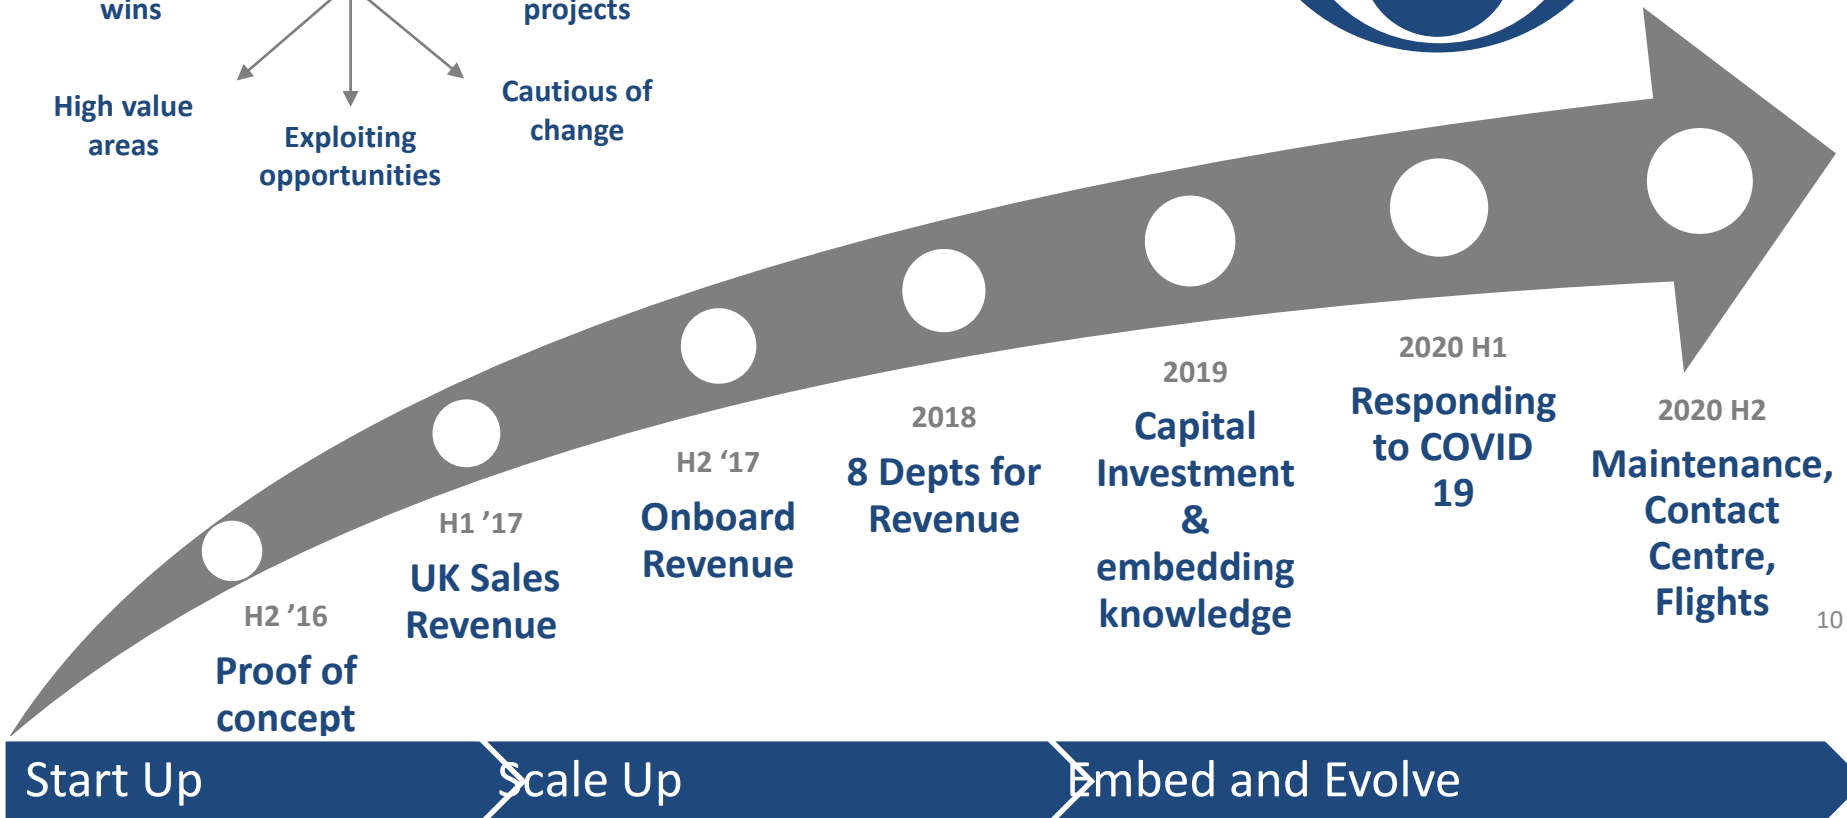 wins
projects
High value
areas
Exploiting
opportunities
Cautious of
change
H2 ’16
Proof of
concept
H1 ’17
UK Sales
Revenue
H2 ‘17
Onboard
Revenue
2018
8 Depts for
Revenue
2019
Capital
Investment
&
embedding
knowledge
2020 H1
Responding
to COVID
19
2020 H2
Maintenance,
Contact
Centre,
Flights
10
Start Up
Scale Up
Embed and Evolve